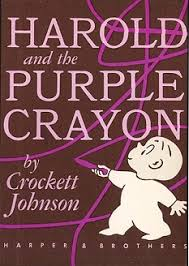 HAROLD
and the
PURPLE
CRAYON
by
Crockett
Johnson
HARPER & BROTHERS